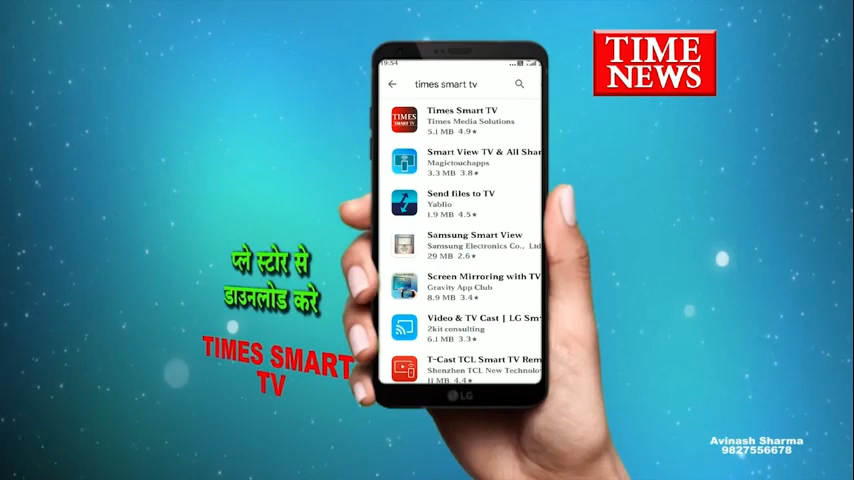 TIME
NEWS
19:54
times smart tv
Times Smart TV
Times Media Solutions
5.1 MB 4.9★
Smart View TV & All Shar
Magictouchapps
3.3 MB 3.8★
Send files to TV
Yablio
1.9 MB 4.5★
Samsung Smart View
Samsung Electronics Co., Ltd
29 MB 2.6★
Screen Mirroring with TV
Gravity App Club
8.9 MB 3.4★
Video & TV Cast | LG Sm
2kit consulting
6.1 MB 3.3★
T-Cast TCL Smart TV Rem
Shenzhen TCL New Technolo
11 MB 4.4★
LG
TIMES
SMART TV
प्ले स्टोर से
डाउनलोड करे
TIMES SMART
TV
Avinash Sharma
9827556678